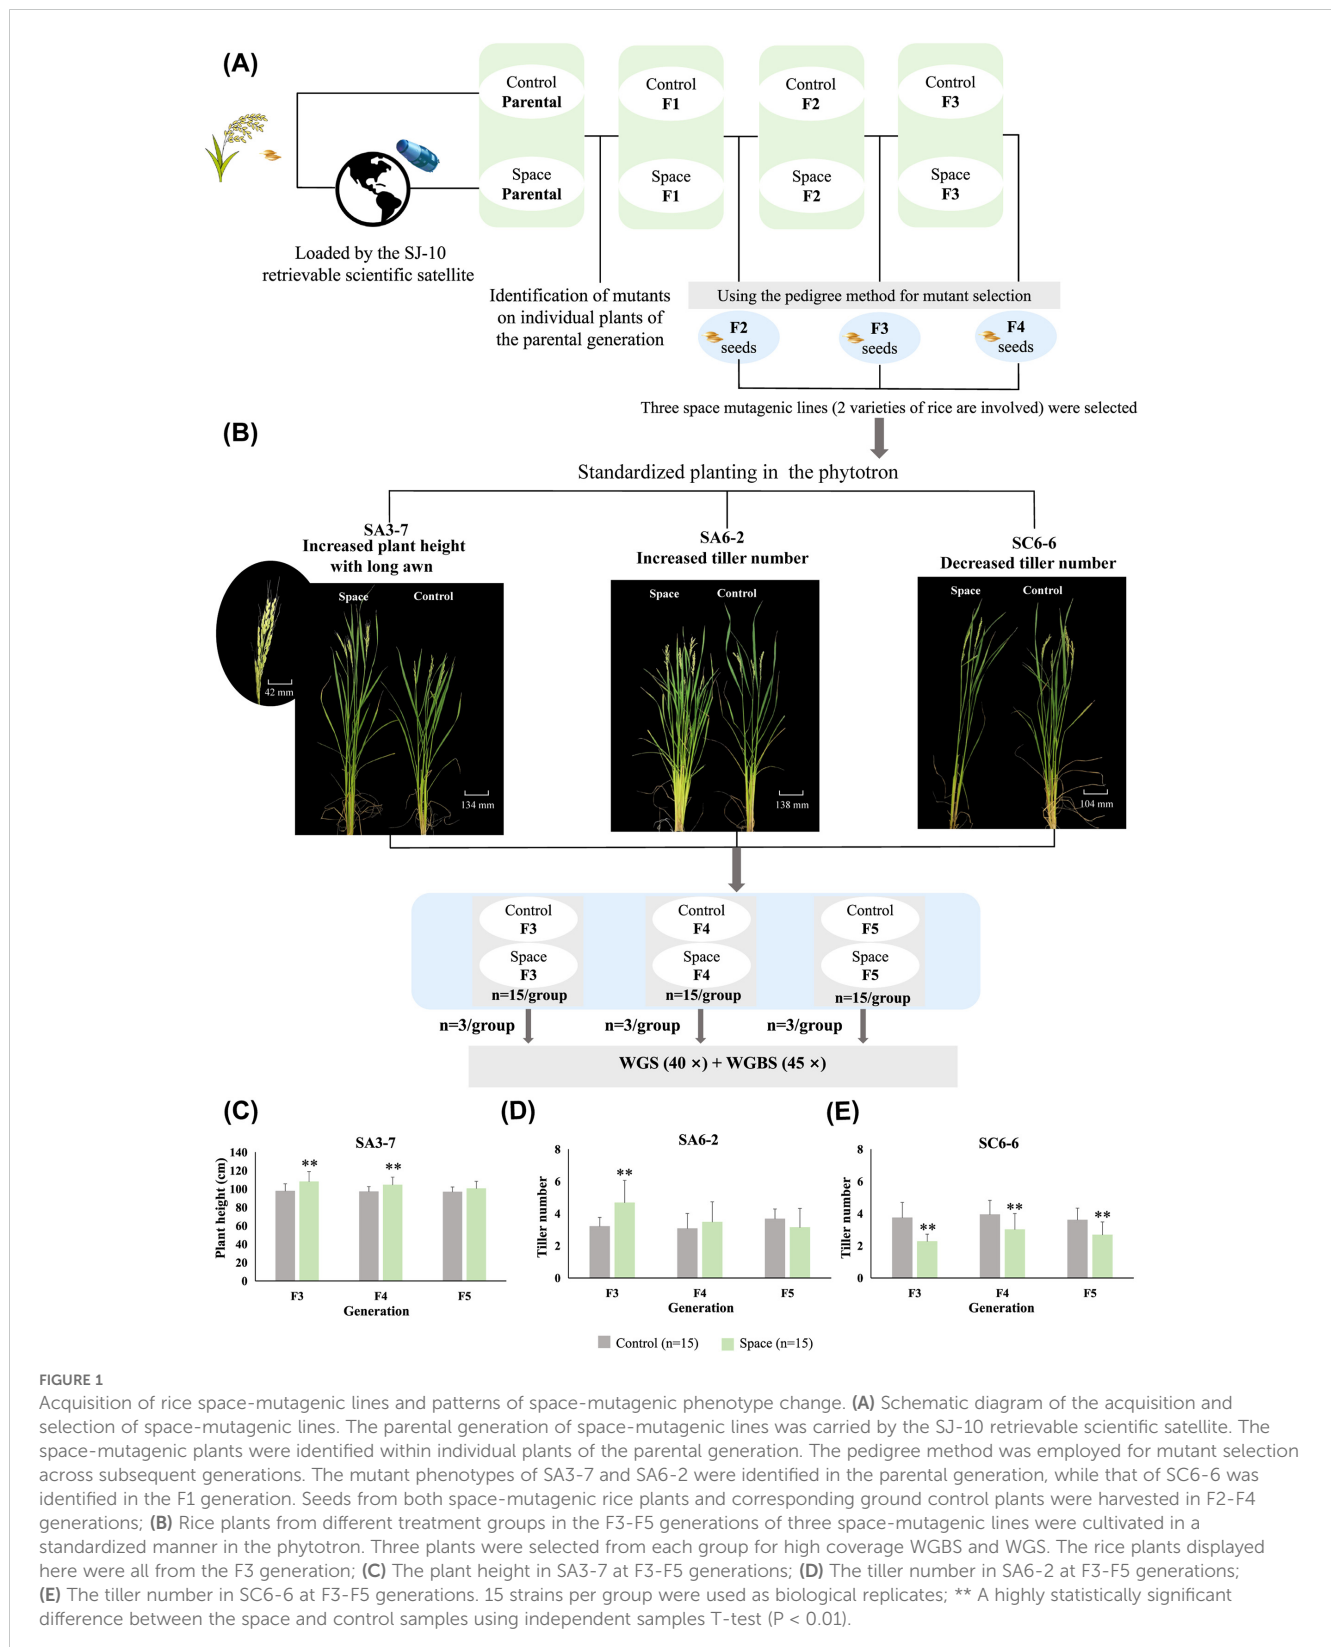 (A)
Control
Parental
Control
F1
Control
F2
Control
F3
Space
Parental
Space
F1
Space
F2
Space
F3
Loaded by the SJ-10
retrievable scientific satellite
Identification of mutants
on individual plants of
the parental generation
Using the pedigree method for mutant selection
F2
seeds
F3
seeds
F4
seeds
Three space mutagenic lines (2 varieties of rice are involved) were selected
(B)
Standardized planting in the phytotron
SA3-7
Increased plant height
with long awn
SA6-2
Increased tiller number
SC6-6
Decreased tiller number
42 mm
Space
Control
134 mm
Space
Control
138 mm
Space
Control
104 mm
Control
F3
Space
F3
n=15/group
Control
F4
Space
F4
n=15/group
Control
F5
Space
F5
n=15/group
n=3/group
n=3/group
n=3/group
WGS (40 ×) + WGBS (45 ×)
(C)
SA3-7
Plant height (cm)
140
120
100
80
60
40
20
0
**
**
F3
F4
F5
Generation
(D)
SA6-2
Tiller number
8
6
4
2
0
**
F3
F4
F5
Generation
(E)
SC6-6
Tiller number
8
6
4
2
0
**
**
**
F3
F4
F5
Generation
Control (n=15)
Space (n=15)
FIGURE 1
Acquisition of rice space-mutagenic lines and patterns of space-mutagenic phenotype change. (A) Schematic diagram of the acquisition and
selection of space-mutagenic lines. The parental generation of space-mutagenic lines was carried by the SJ-10 retrievable scientific satellite. The
space-mutagenic plants were identified within individual plants of the parental generation. The pedigree method was employed for mutant selection
across subsequent generations. The mutant phenotypes of SA3-7 and SA6-2 were identified in the parental generation, while that of SC6-6 was
identified in the F1 generation. Seeds from both space-mutagenic rice plants and corresponding ground control plants were harvested in F2-F4
generations; (B) Rice plants from different treatment groups in the F3-F5 generations of three space-mutagenic lines were cultivated in a
standardized manner in the phytotron. Three plants were selected from each group for high coverage WGBS and WGS. The rice plants displayed
here were all from the F3 generation; (C) The plant height in SA3-7 at F3-F5 generations; (D) The tiller number in SA6-2 at F3-F5 generations;
(E) The tiller number in SC6-6 at F3-F5 generations. 15 strains per group were used as biological replicates; ** A highly statistically significant
difference between the space and control samples using independent samples T-test (P < 0.01).